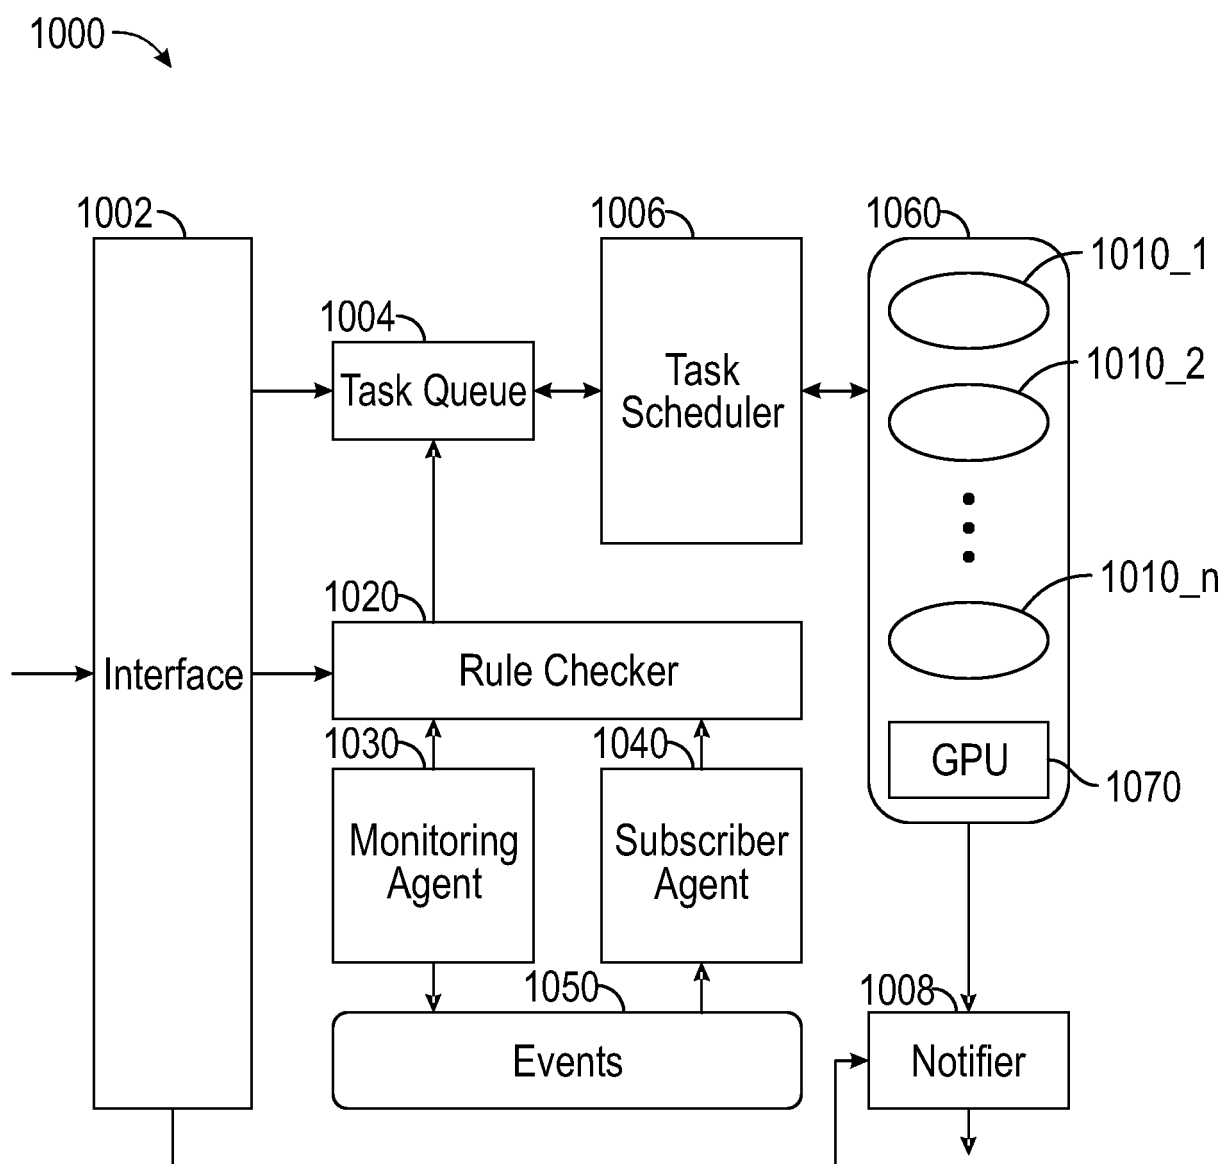 1000
1002
1006
1060
1010_1
1004
Task Queue
Task
Scheduler
1010_2
1020
1010_n
Interface
Rule Checker
1030
1040
GPU
1070
Monitoring
Agent
Subscriber
Agent
1050
1008
Events
Notifier